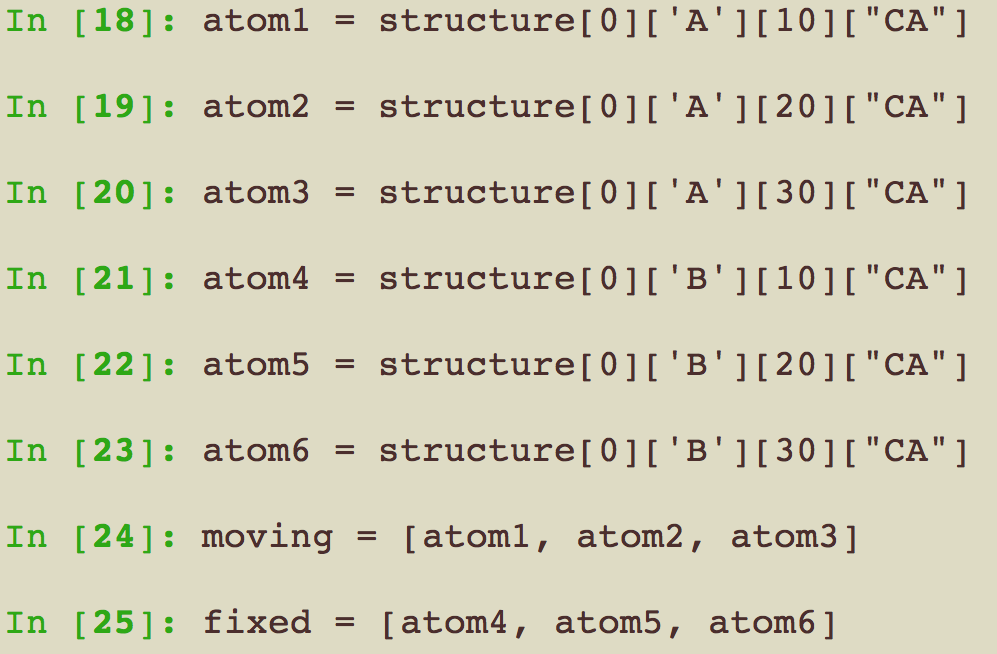 In [18]: atom1 = structure[0]['A'][10]["CA"]
In [19]: atom2 = structure[0]['A'][20]["CA"]
In [20]: atom3 = structure[0]['A'][30]["CA"]
In [21]: atom4 = structure[0]['B'][10]["CA"]
In [22]: atom5 = structure[0]['B'][20]["CA"]
In [23]: atom6 = structure[0]['B'][30]["CA"]
In [24]: moving = [atom1, atom2, atom3]
In [25]: fixed = [atom4, atom5, atom6]